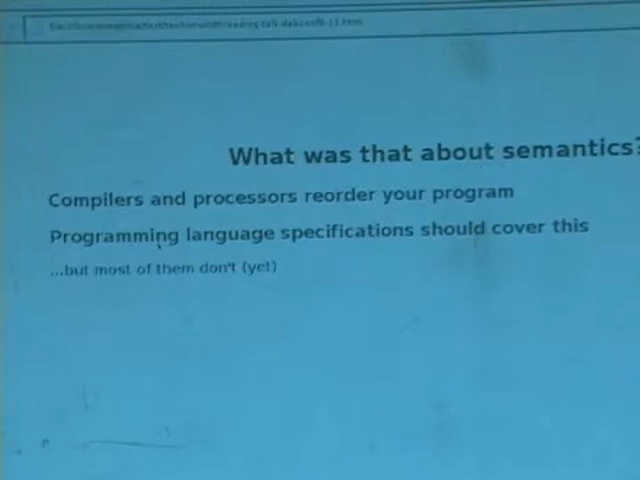 What was that about semantics?
Compilers and processors reorder your program
Programming language specifications should cover this
...but most of them don't (yet)